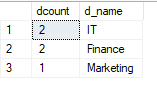 dcount d_name
1 2 IT
2 2 Finance
3 1 Marketing